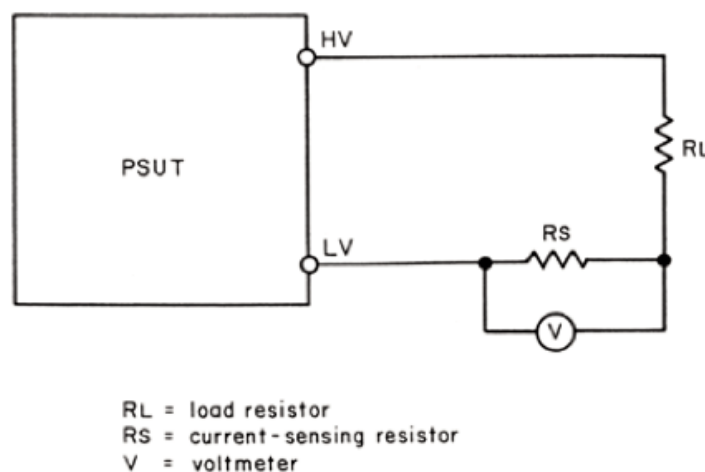 HV
PSUT
RL
LV
RS
V
RL = load resistor
RS = current-sensing resistor
V = voltmeter